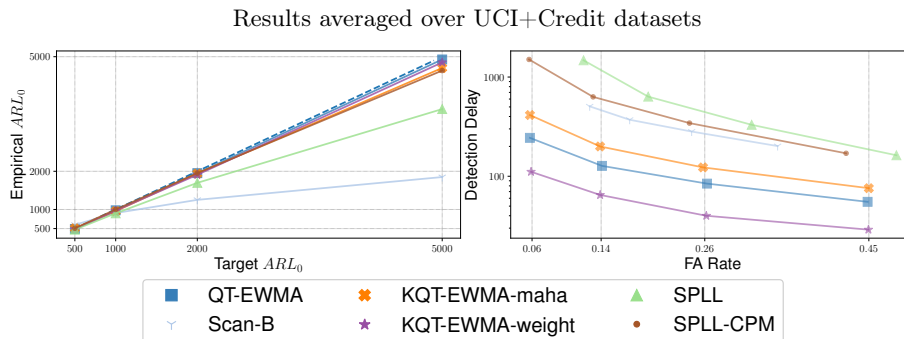 Results averaged over UCI+Credit datasets
Empirical ARL₀
5000
2000
1000
500
500 1000 2000 5000
Target ARL₀
Detection Delay
1000
100
0.06 0.14 0.26 0.45
FA Rate
QT-EWMA KQT-EWMA-maha SPLL
Scan-B KQT-EWMA-weight SPLL-CPM